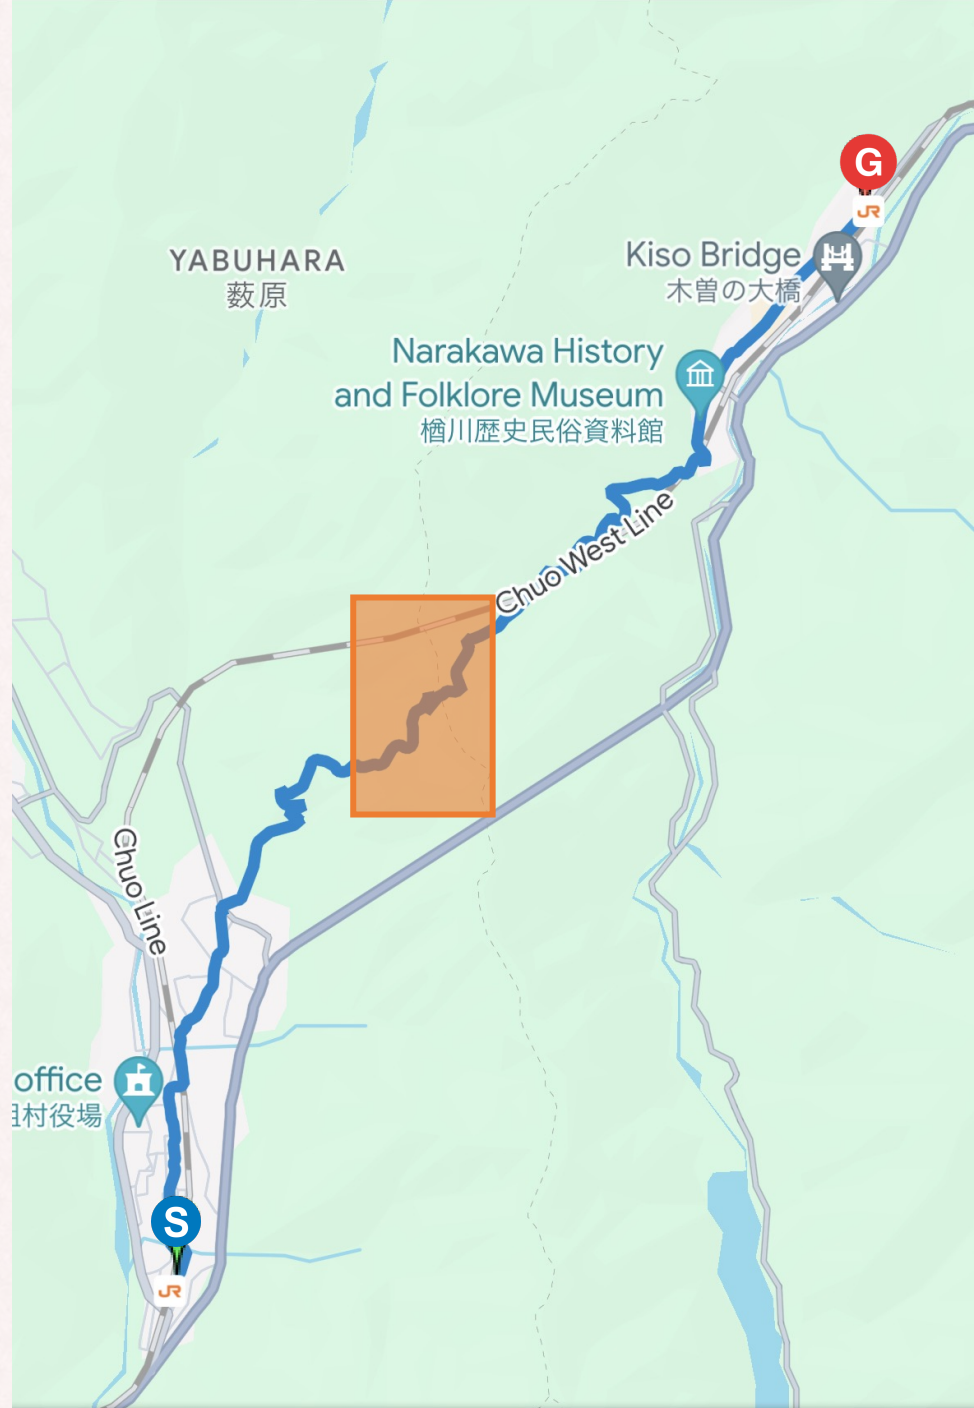 G
JR
Kiso Bridge
木曽の大橋
YABUHARA
薮原
Narakawa History
and Folklore Museum
楢川歴史民俗資料館
Chuo West Line
Chuo Line
office
祖村役場
S
JR